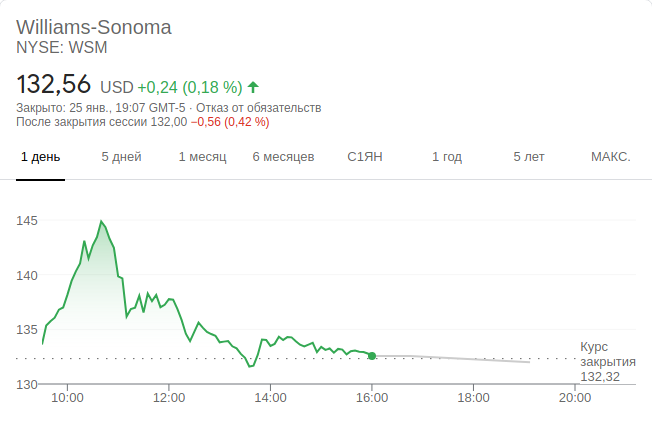 Williams-Sonoma
NYSE: WSM
132,56 USD +0,24 (0,18 %)
Закрыто: 25 янв., 19:07 GMT-5 · Отказ от обязательств
После закрытия сессии 132,00 −0,56 (0,42 %)
1 день 5 дней 1 месяц 6 месяцев С1ЯН 1 год 5 лет МАКС.
145
140
135
130
Курс
закрытия
132,32
10:00 12:00 14:00 16:00 18:00 20:00